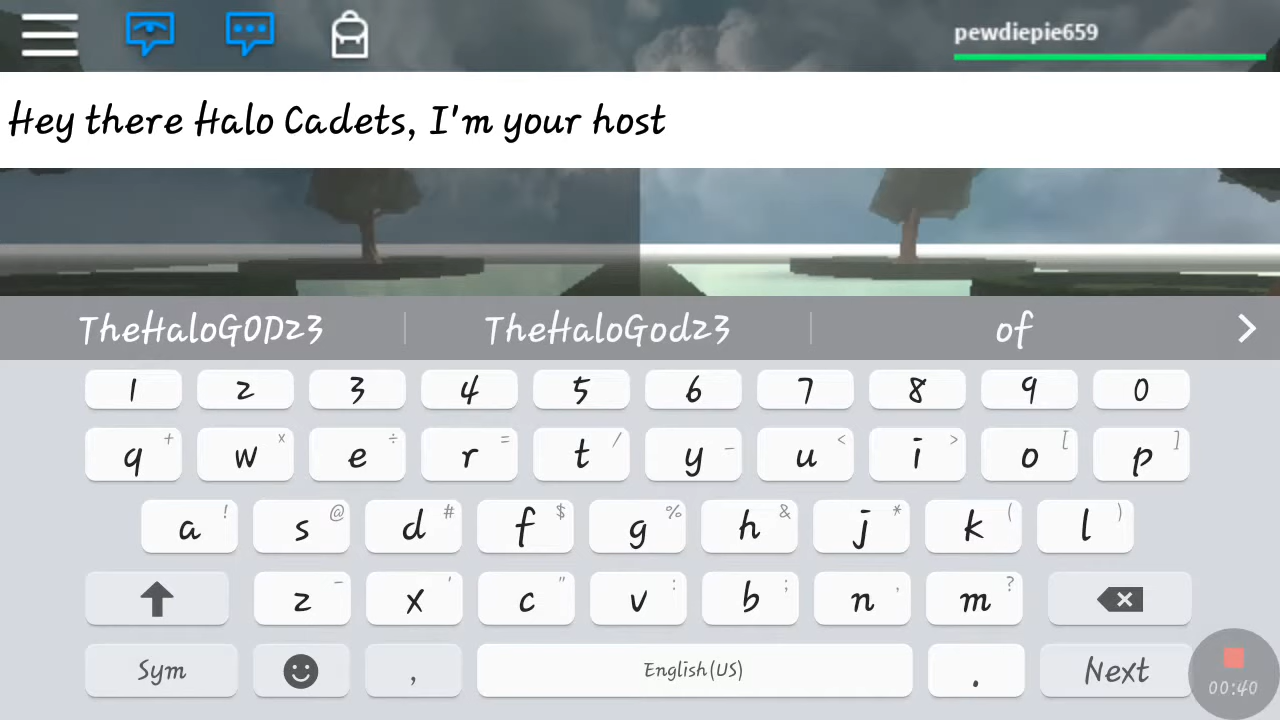 pewdiepie659
Hey there Halo Cadets, I'm your host
TheHaloGOD23 TheHaloGod23 of
1 2 3 4 5 6 7 8 9 0
q + w × e ÷ r = t / y _ u < i > o [ p ]
a ! s @ d # f $ g % h & j * k ( l )
z - x ' c " v : b ; n , m ?
Sym , English(US) . Next
00:40